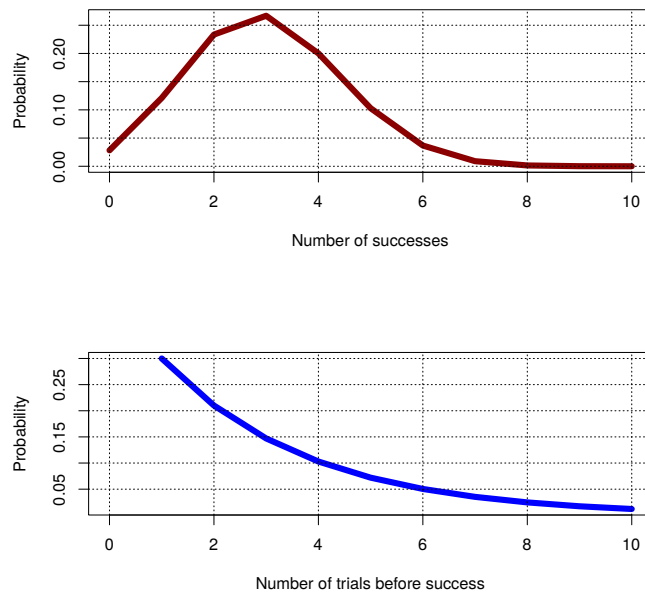 Probability
0.20
0.10
0.00
0 2 4 6 8 10
Number of successes
Probability
0.25
0.15
0.05
0 2 4 6 8 10
Number of trials before success